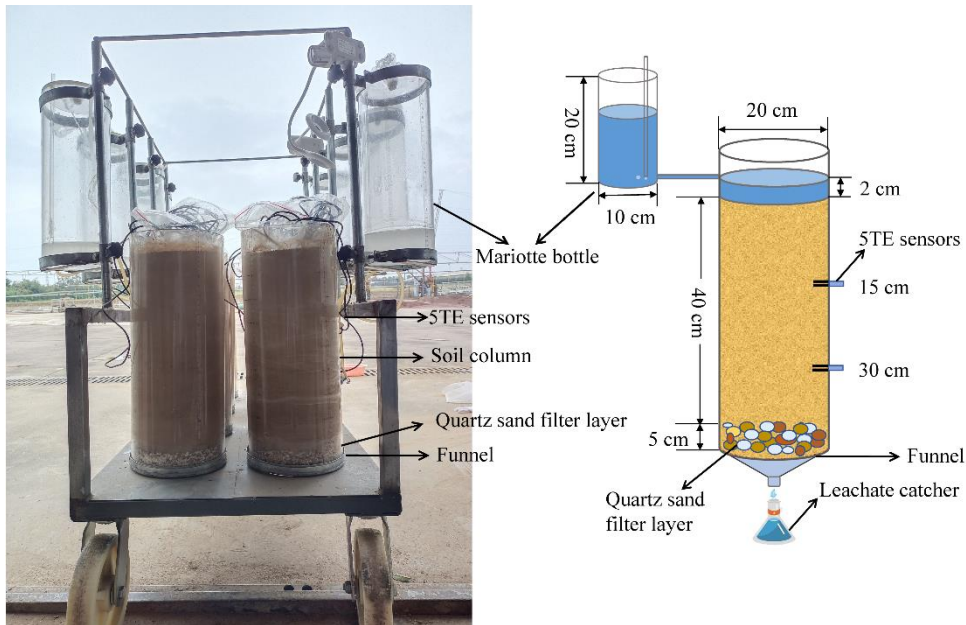 Mariotte bottle
5TE sensors
Soil column
Quartz sand filter layer
Funnel
20 cm
10 cm
20 cm
2 cm
5TE sensors
15 cm
40 cm
30 cm
5 cm
Funnel
Quartz sand
filter layer
Leachate catcher